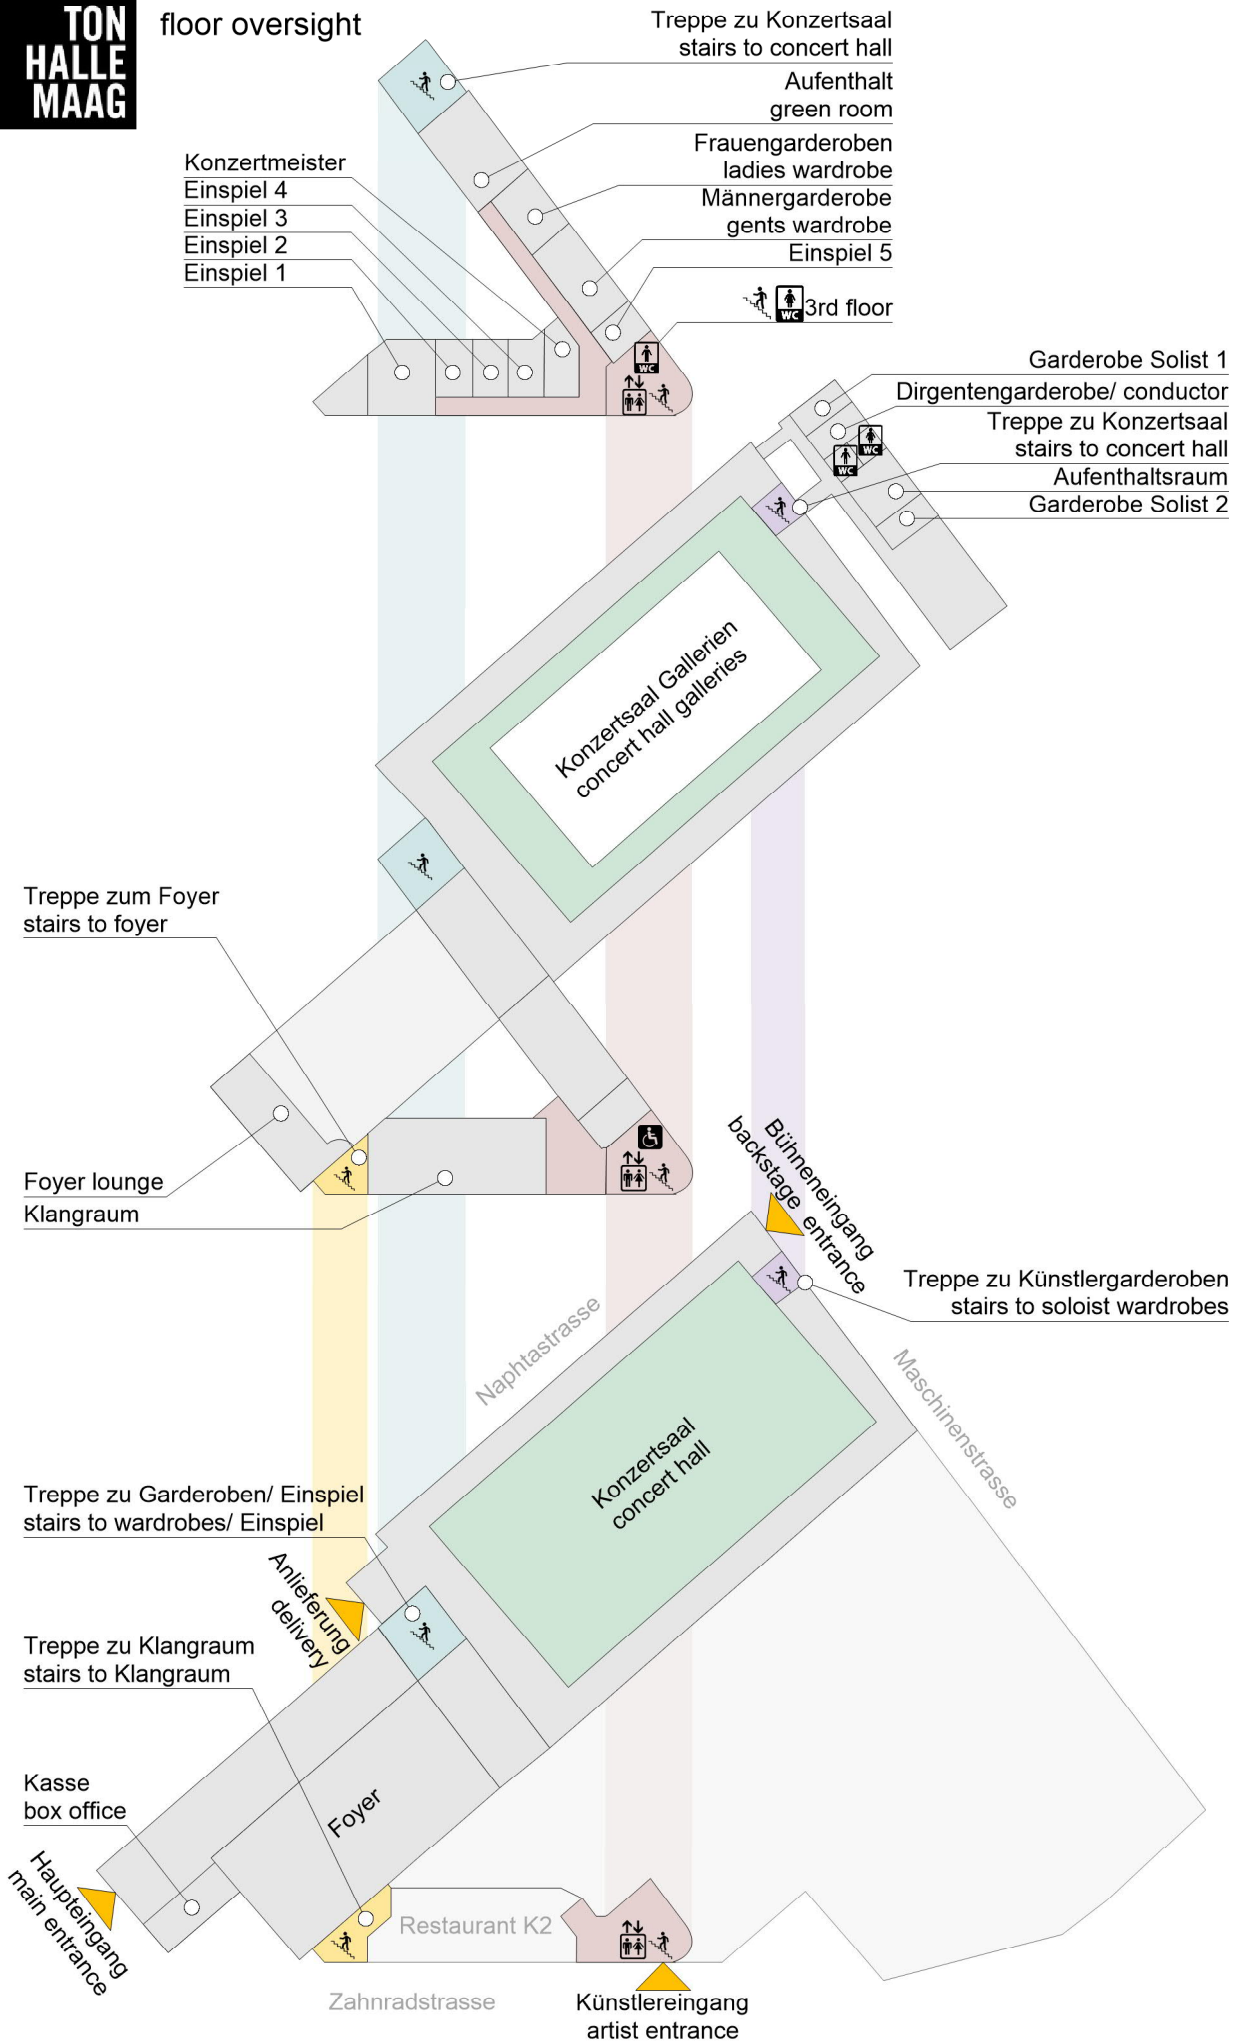 TON
HALLE
MAAG
floor oversight
Treppe zu Konzertsaal
stairs to concert hall
Aufenthalt
green room
Frauengarderoben
ladies wardrobe
Männergarderobe
gents wardrobe
Einspiel 5
WC 3rd floor
Konzertmeister
Einspiel 4
Einspiel 3
Einspiel 2
Einspiel 1
WC
Garderobe Solist 1
Dirgentengarderobe/ conductor
Treppe zu Konzertsaal
stairs to concert hall
Aufenthaltsraum
Garderobe Solist 2
WC
WC
Konzertsaal Gallerien
concert hall galleries
Treppe zum Foyer
stairs to foyer
Foyer lounge
Klangraum
Bühneneingang
backstage entrance
Treppe zu Künstlergarderoben
stairs to soloist wardrobes
Naphtastrasse
Maschinenstrasse
Konzertsaal
concert hall
Treppe zu Garderoben/ Einspiel
stairs to wardrobes/ Einspiel
Anlieferung
delivery
Treppe zu Klangraum
stairs to Klangraum
Kasse
box office
Foyer
Haupteingang
main entrance
Restaurant K2
Zahnradstrasse
Künstlereingang
artist entrance